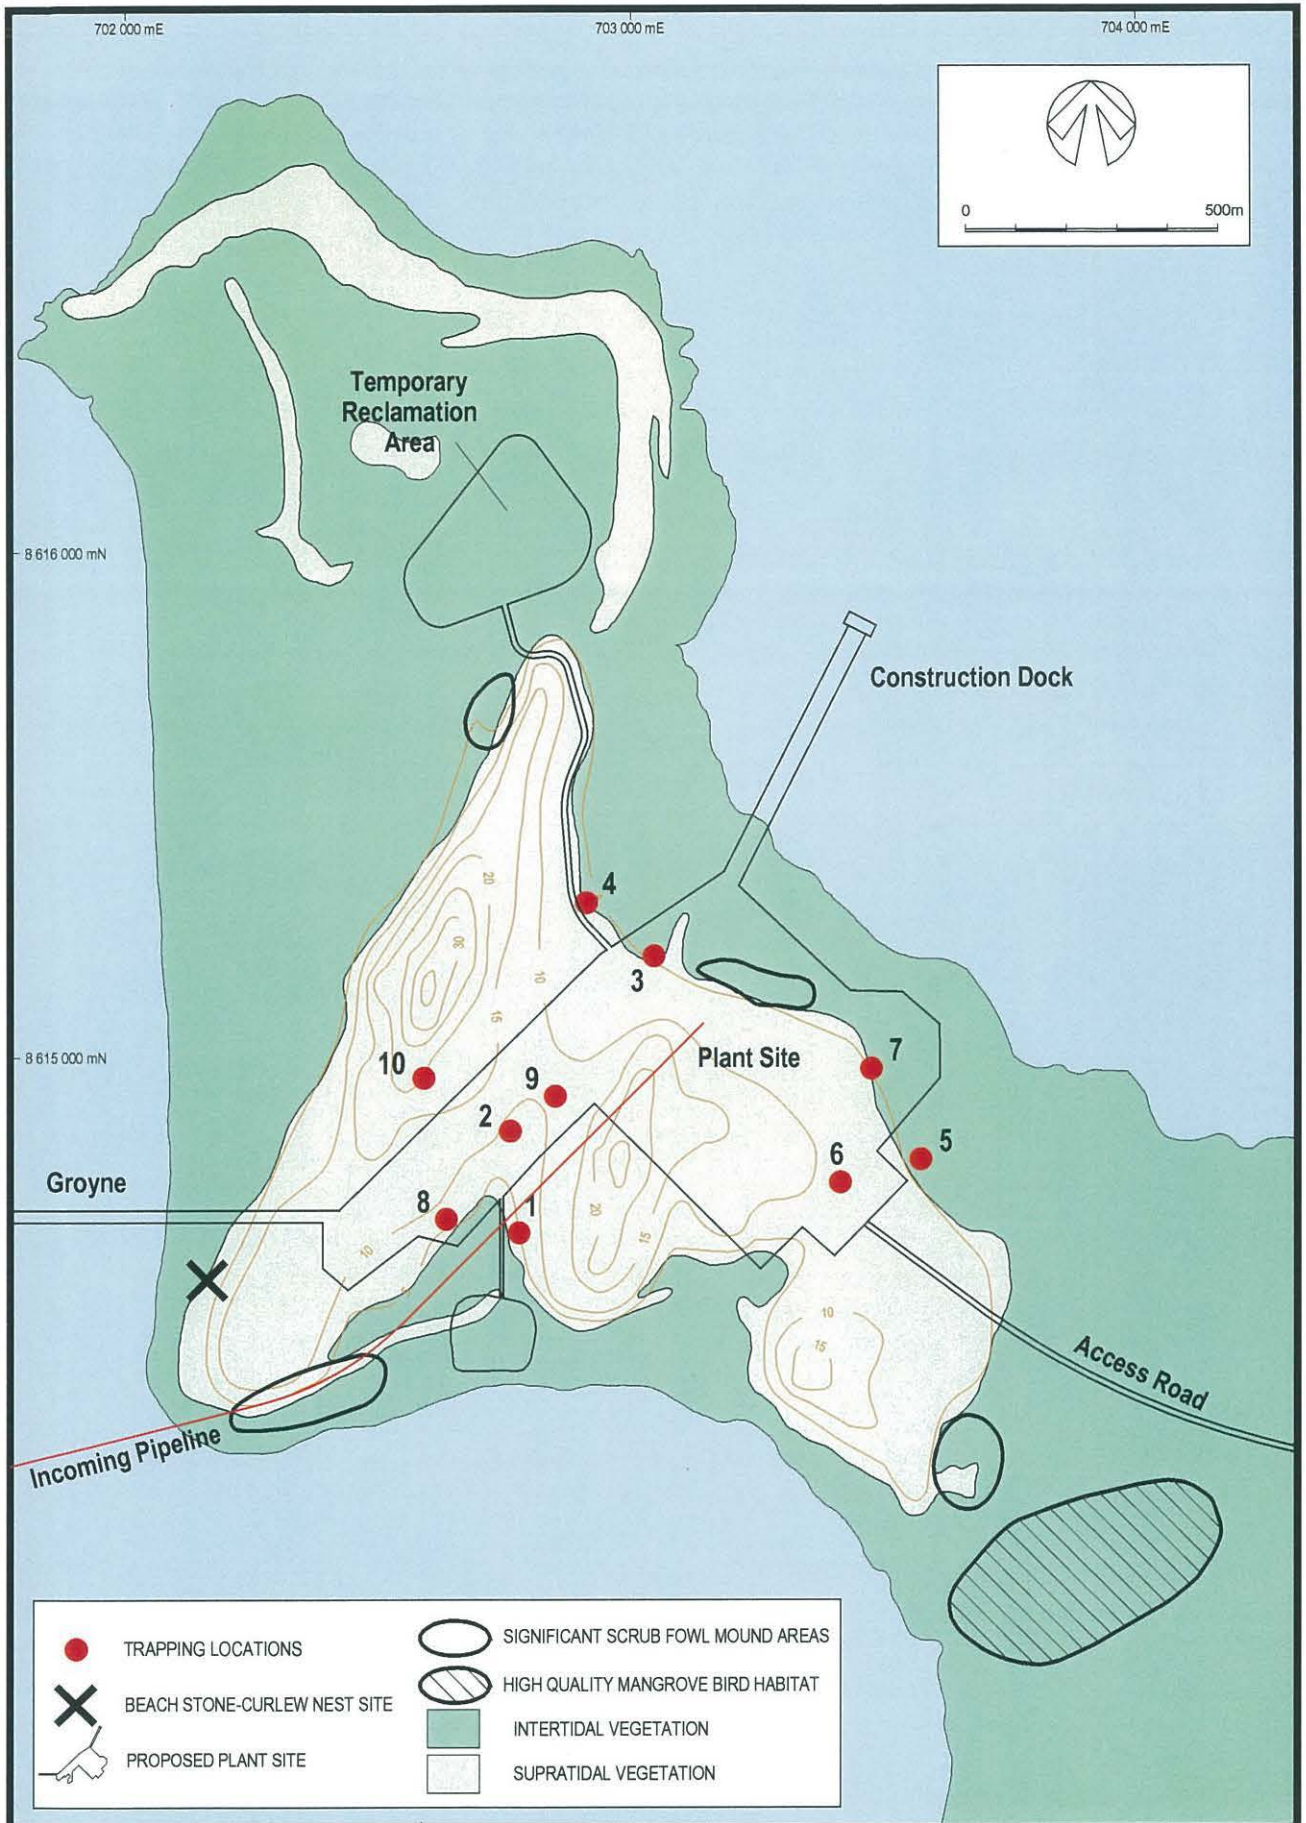 702 000 mE
703 000 mE
704 000 mE
0
500m
Temporary
Reclamation
Area
8 616 000 mN
Construction Dock
20
4
30
10
3
15
8 615 000 mN
Plant Site
7
10
9
2
5
6
Groyne
8
1
20
15
10
10
15
Access Road
Incoming Pipeline
TRAPPING LOCATIONS
BEACH STONE-CURLEW NEST SITE
PROPOSED PLANT SITE
SIGNIFICANT SCRUB FOWL MOUND AREAS
HIGH QUALITY MANGROVE BIRD HABITAT
INTERTIDAL VEGETATION
SUPRATIDAL VEGETATION